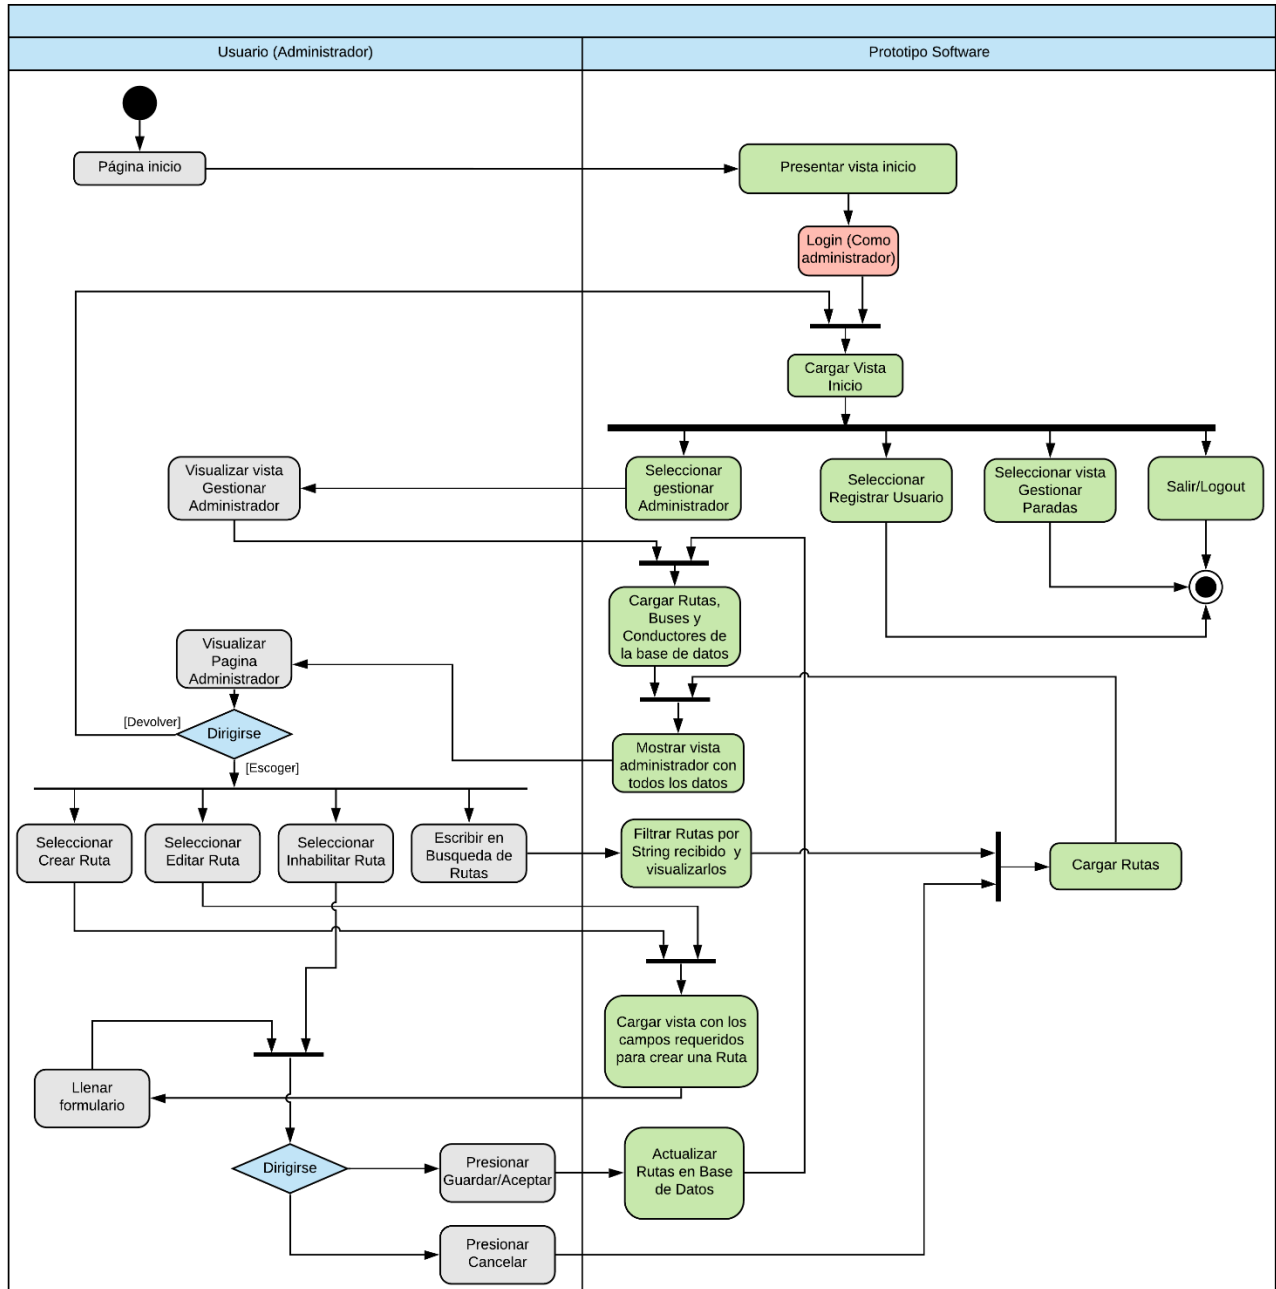 Usuario (Administrador)
Prototipo Software
Página inicio
Presentar vista inicio
Login (Como
administrador)
Cargar Vista
Inicio
Visualizar vista
Gestionar
Administrador
Seleccionar
gestionar
Administrador
Seleccionar
Registrar Usuario
Seleccionar vista
Gestionar
Paradas
Salir/Logout
Cargar Rutas,
Buses y
Conductores de
la base de datos
Visualizar
Pagina
Administrador
[Devolver]
Dirigirse
[Escoger]
Mostrar vista
administrador con
todos los datos
Seleccionar
Crear Ruta
Seleccionar
Editar Ruta
Seleccionar
Inhabilitar Ruta
Escribir en
Busqueda de
Rutas
Filtrar Rutas por
String recibido y
visualizarlos
Cargar Rutas
Cargar vista con los
campos requeridos
para crear una Ruta
Llenar
formulario
Dirigirse
Presionar
Guardar/Aceptar
Actualizar
Rutas en Base
de Datos
Presionar
Cancelar